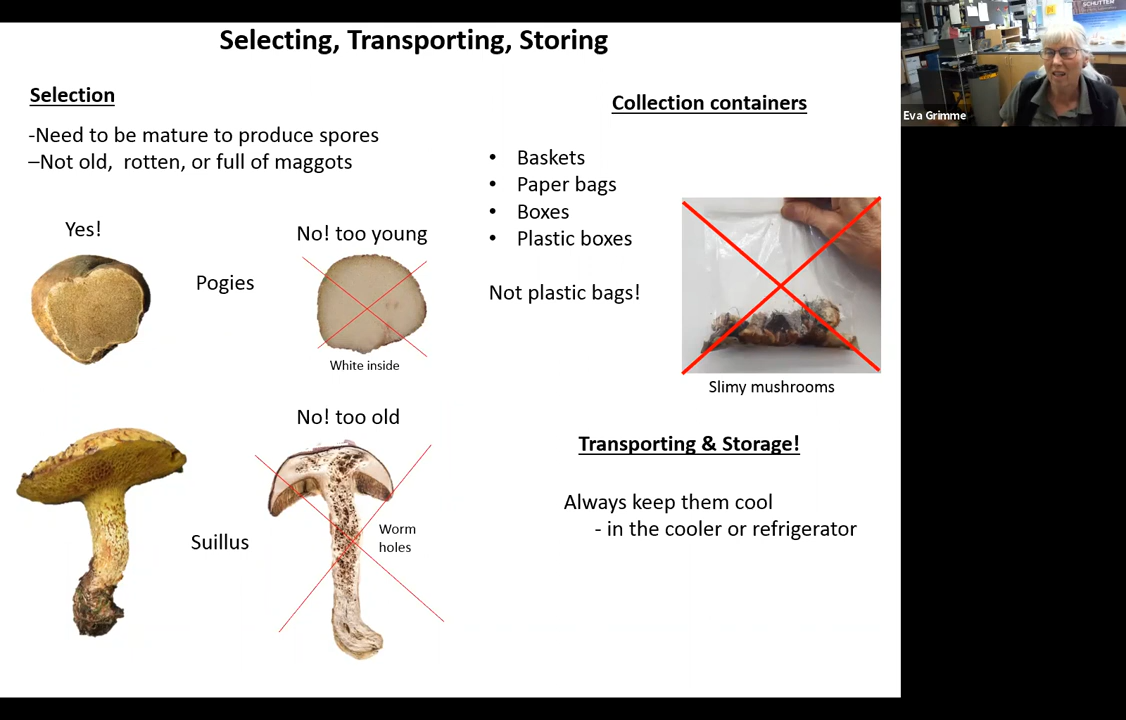 Selecting, Transporting, Storing
Selection
-Need to be mature to produce spores
–Not old, rotten, or full of maggots
Yes!
No! too young
Pogies
White inside
No! too old
Suillus
Worm
holes
Collection containers
• Baskets
• Paper bags
• Boxes
• Plastic boxes
Not plastic bags!
Slimy mushrooms
Transporting & Storage!
Always keep them cool
- in the cooler or refrigerator
SCHUTTER
Eva Grimme